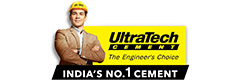 UltraTech
CEMENT
The Engineer's Choice
INDIA'S NO.1 CEMENT